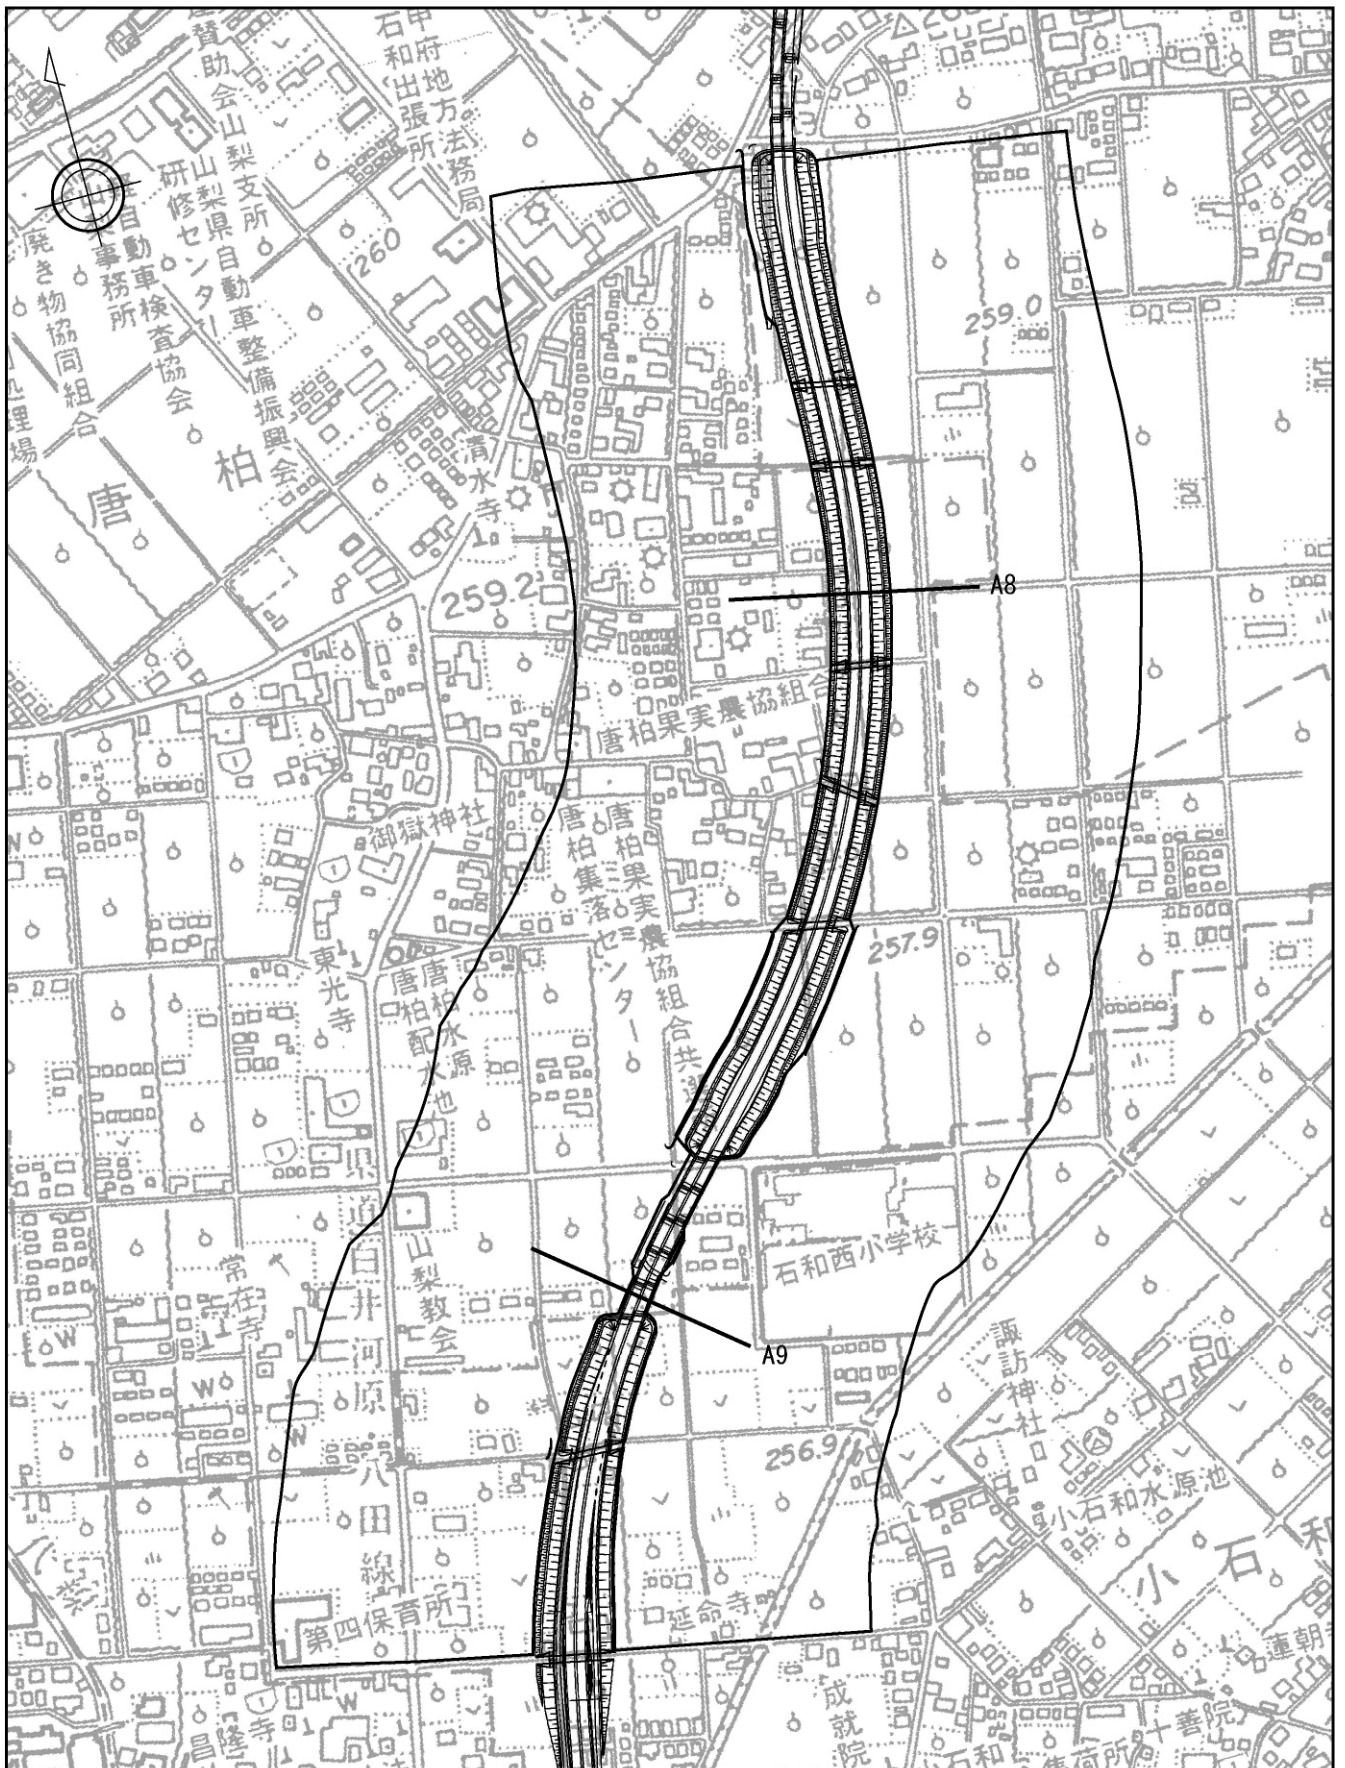 賛助会山梨支所
山梨県自動車整備振興会
研修センター
自動車検査協会
事務所
廃き物協同組合
処理場
甲府地方法務局
石和出張所
260
259.0
唐
柏
清水寺
259.2
A8
唐柏果実農協組合
御嶽神社
唐柏集落センター
唐柏果実農協組合共選
257.9
東光寺
唐柏水源
唐柏配水池
県道白井河原・八田線
山梨教会
常在寺
石和西小学校
A9
諏訪神社
256.9
小石和水源池
小石和
第四保育所
延命寺
連朝寺
昌隆寺
成就院
小石和
集荷所
十善院